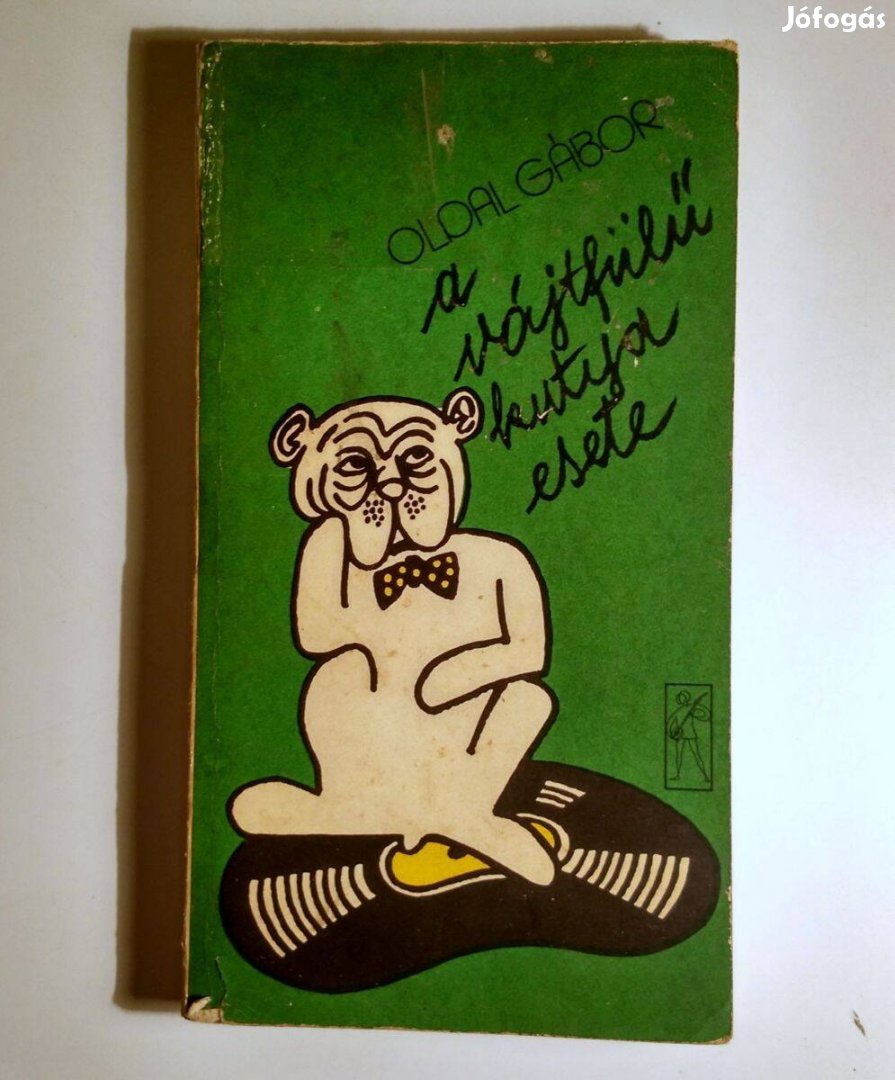 Jófogás
OLDAL GÁBOR
a
vájtfülű
kutya
esete